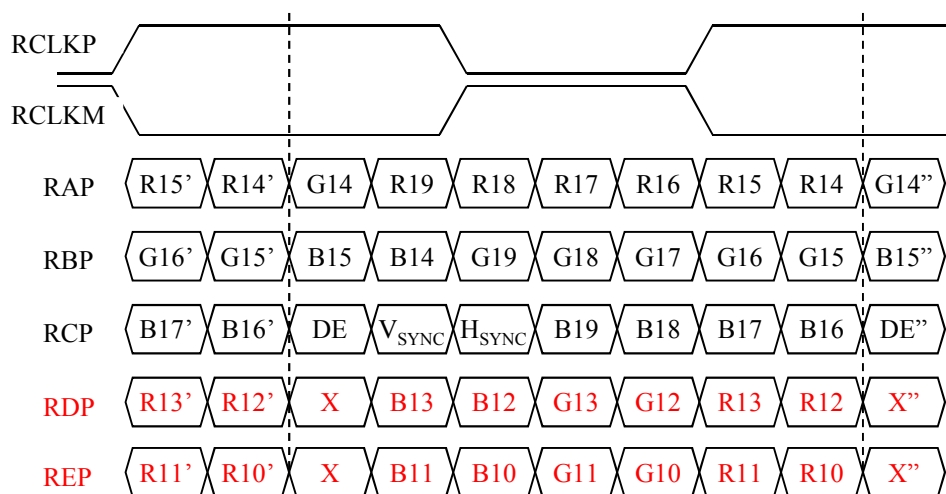 RCLKP
RCLKM
RAP R15’ R14’ G14 R19 R18 R17 R16 R15 R14 G14”
RBP G16’ G15’ B15 B14 G19 G18 G17 G16 G15 B15”
RCP B17’ B16’ DE VSYNC HSYNC B19 B18 B17 B16 DE”
RDP R13’ R12’ X B13 B12 G13 G12 R13 R12 X”
REP R11’ R10’ X B11 B10 G11 G10 R11 R10 X”